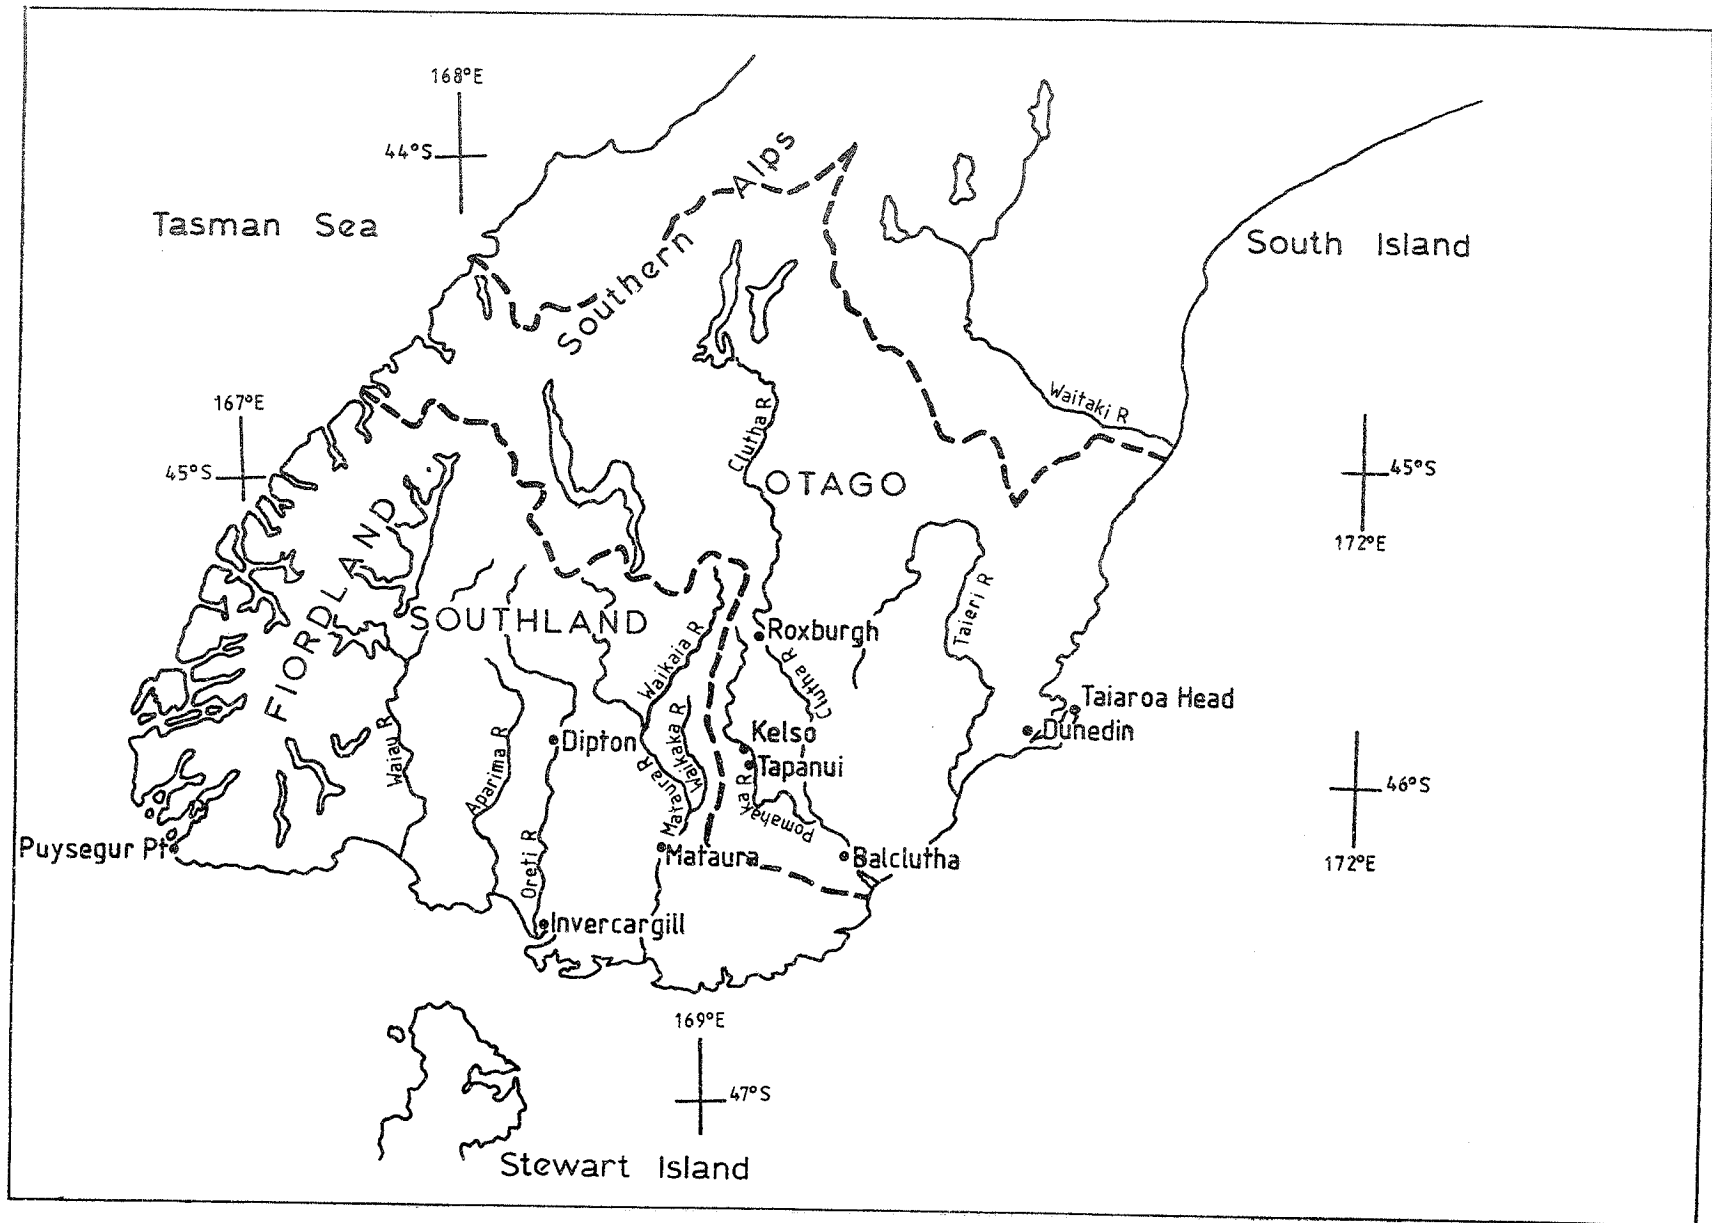 168°E
44°S
Tasman Sea
Southern Alps
South Island
167°E
45°S
Waitaki R
Clutha R
OTAGO
45°S
172°E
FIORDLAND
SOUTHLAND
Taieri R
Roxburgh
Waikaia R
Clutha R
Taiaroa Head
Dunedin
Waiau R
Aparima R
Dipton
Waikaka R
Mataura R
Kelso
Tapanui
Pomahaka R
46°S
172°E
Puysegur Pt
Oreti R
Mataura
Balclutha
Invercargill
169°E
47°S
Stewart Island